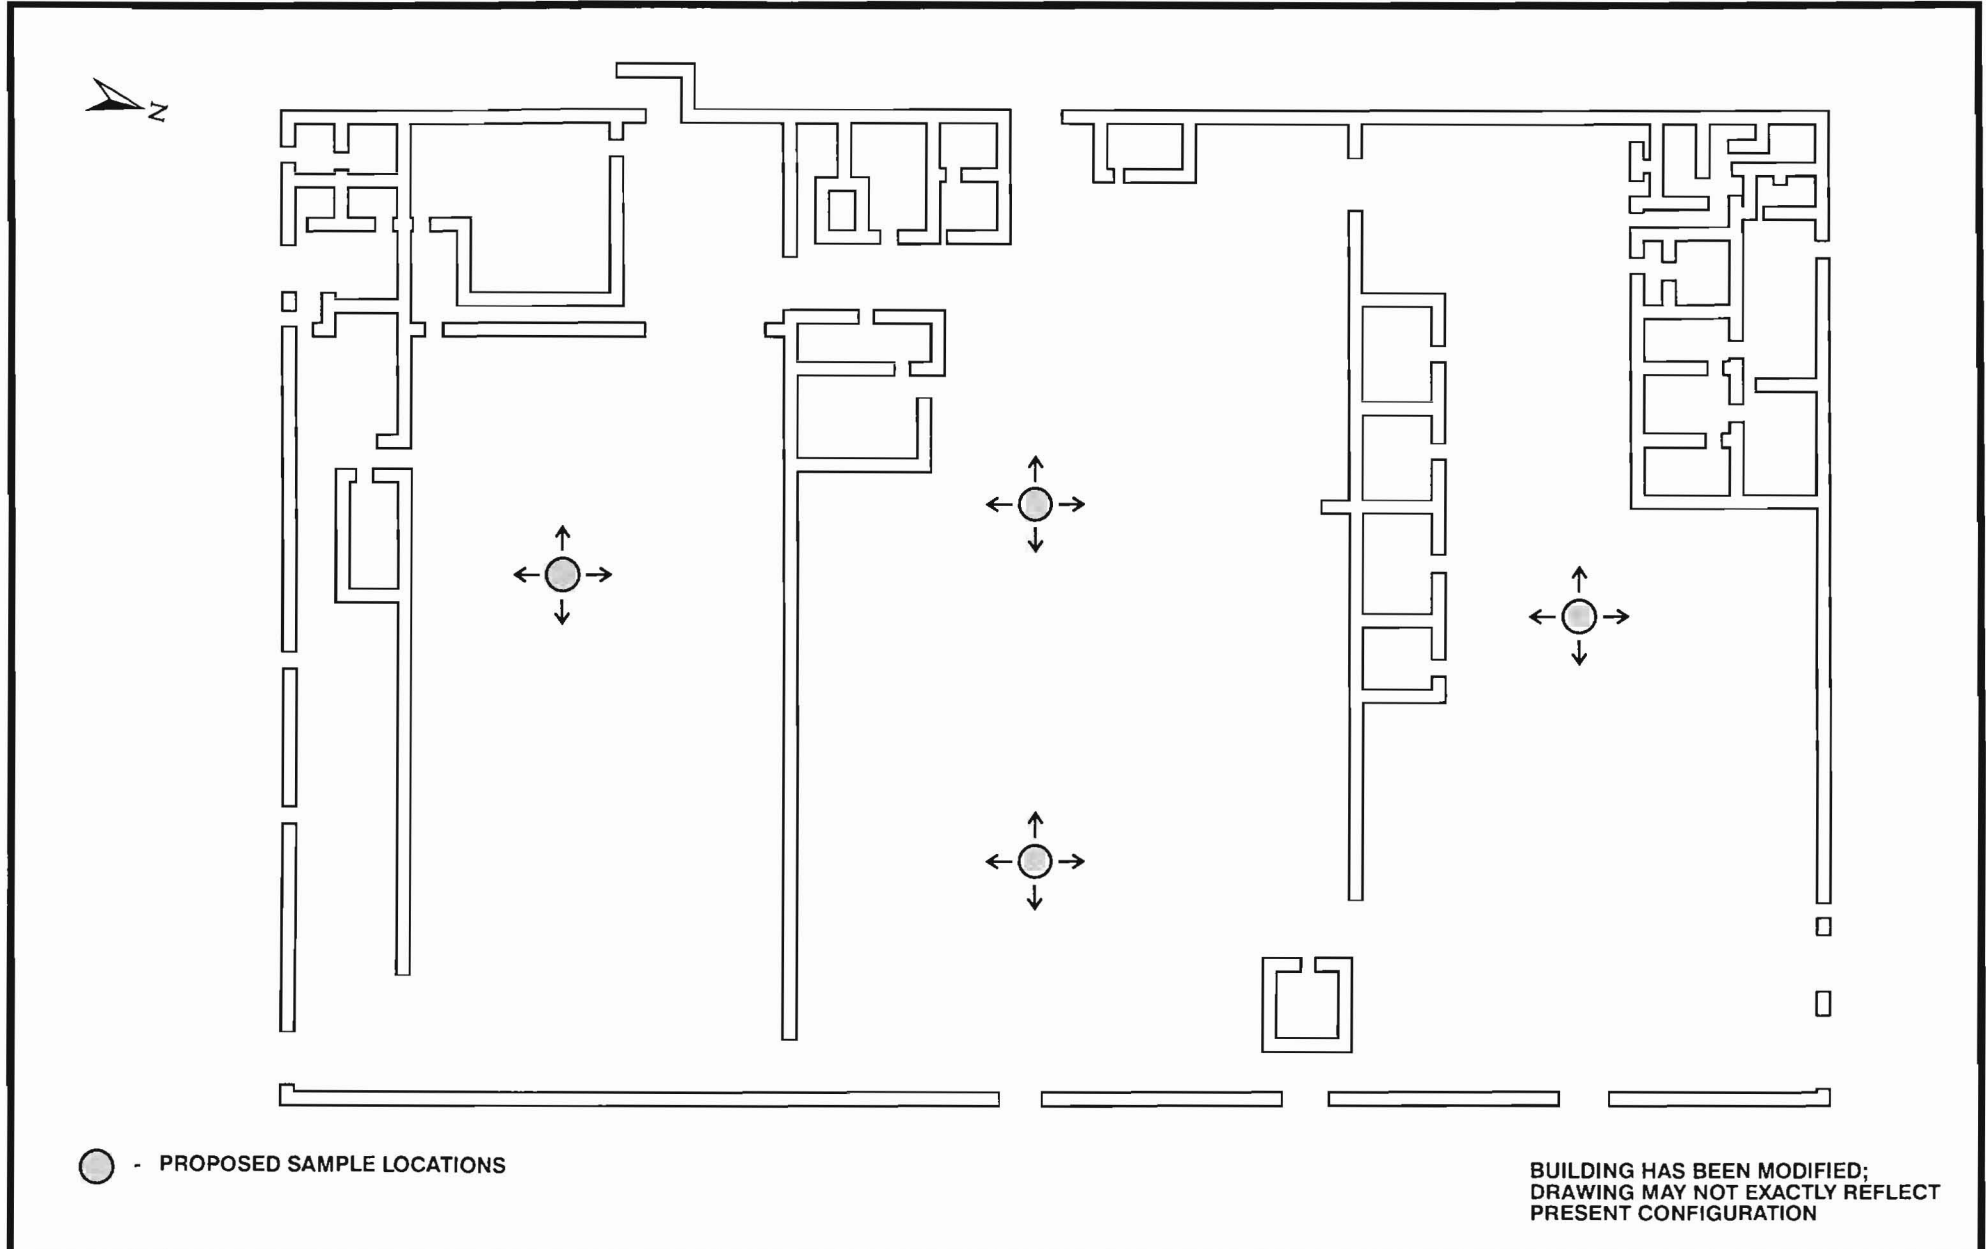 N
- PROPOSED SAMPLE LOCATIONS
BUILDING HAS BEEN MODIFIED;
DRAWING MAY NOT EXACTLY REFLECT
PRESENT CONFIGURATION